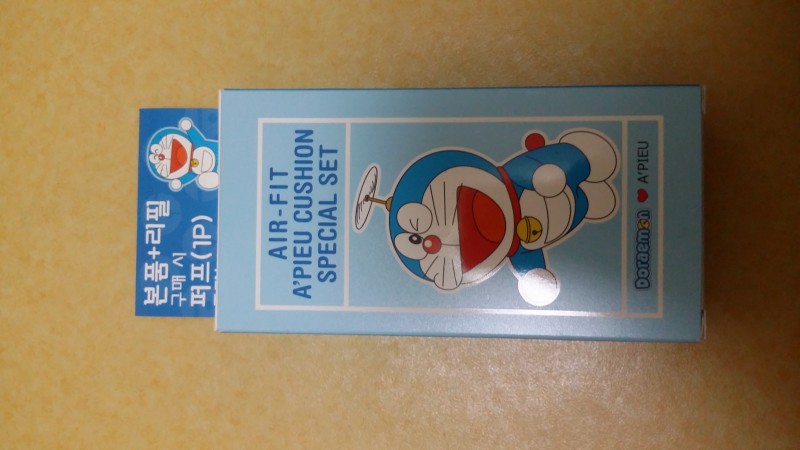 본품+리필
구매 시
퍼프(1P)
AIR-FIT
A'PIEU CUSHION
SPECIAL SET
Doraemon A'PIEU